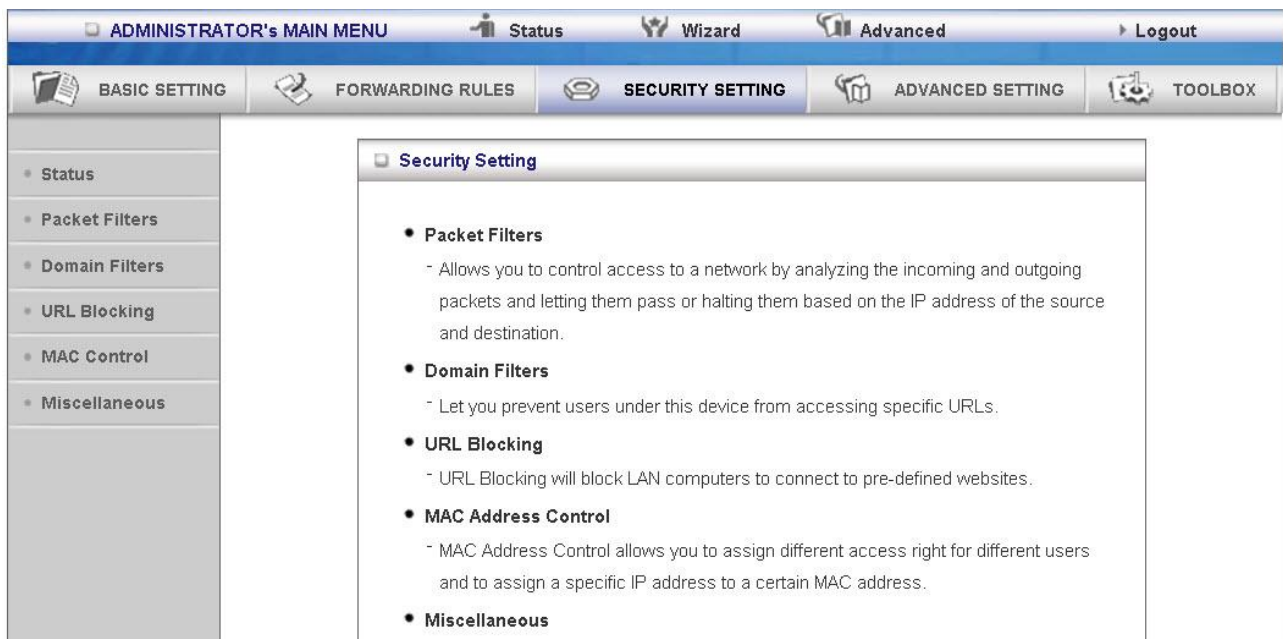 ADMINISTRATOR's MAIN MENU Status Wizard Advanced Logout
BASIC SETTING FORWARDING RULES SECURITY SETTING ADVANCED SETTING TOOLBOX
Status
Packet Filters
Domain Filters
URL Blocking
MAC Control
Miscellaneous
Security Setting
• Packet Filters
- Allows you to control access to a network by analyzing the incoming and outgoing
packets and letting them pass or halting them based on the IP address of the source
and destination.
• Domain Filters
- Let you prevent users under this device from accessing specific URLs.
• URL Blocking
- URL Blocking will block LAN computers to connect to pre-defined websites.
• MAC Address Control
- MAC Address Control allows you to assign different access right for different users
and to assign a specific IP address to a certain MAC address.
• Miscellaneous